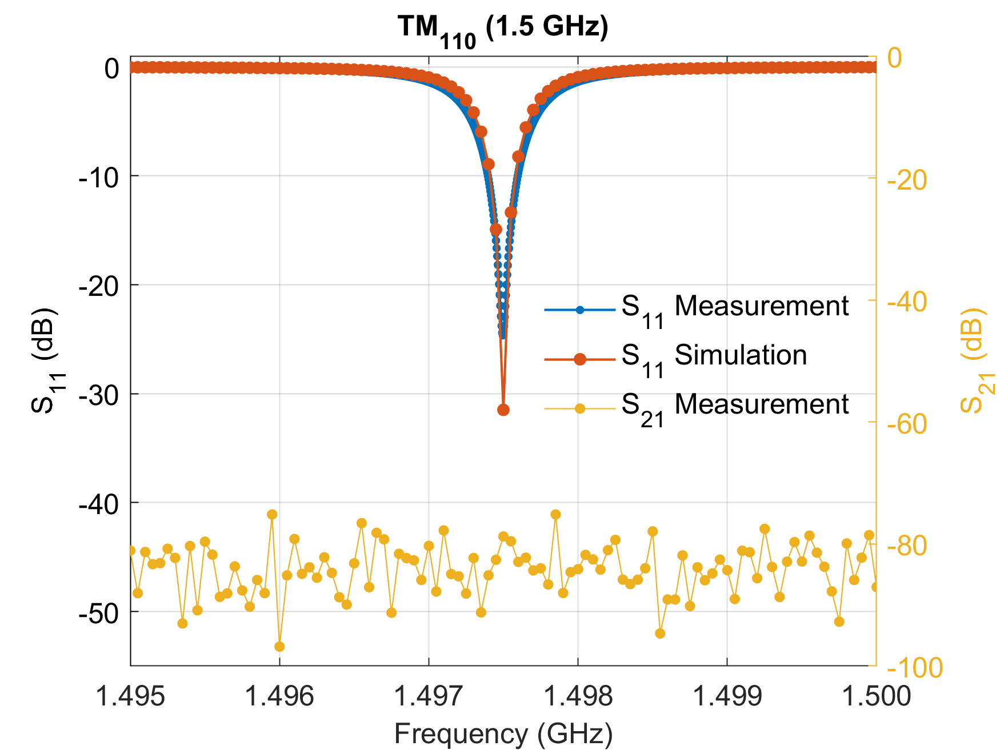 TM110 (1.5 GHz)
0
-10
-20
-30
-40
-50
S11 (dB)
0
-20
-40
-60
-80
-100
S21 (dB)
S11 Measurement
S11 Simulation
S21 Measurement
1.495 1.496 1.497 1.498 1.499 1.500
Frequency (GHz)